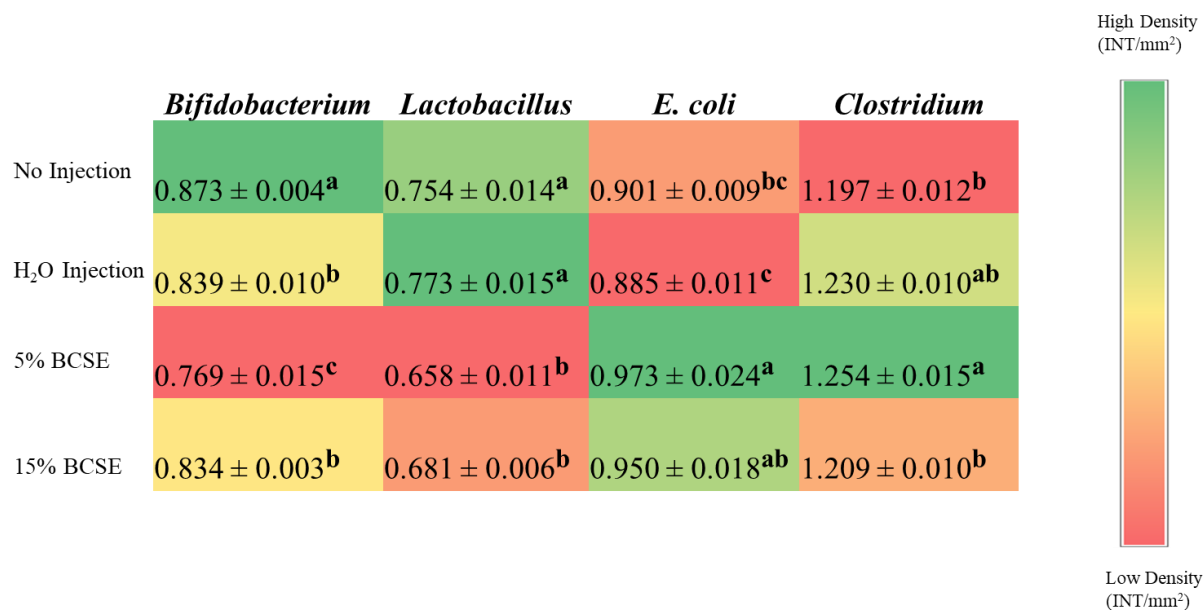 High Density
(INT/mm²)
Bifidobacterium Lactobacillus E. coli Clostridium
No Injection 0.873 ± 0.004a 0.754 ± 0.014a 0.901 ± 0.009bc 1.197 ± 0.012b
H₂O Injection 0.839 ± 0.010b 0.773 ± 0.015a 0.885 ± 0.011c 1.230 ± 0.010ab
5% BCSE 0.769 ± 0.015c 0.658 ± 0.011b 0.973 ± 0.024a 1.254 ± 0.015a
15% BCSE 0.834 ± 0.003b 0.681 ± 0.006b 0.950 ± 0.018ab 1.209 ± 0.010b
Low Density
(INT/mm²)